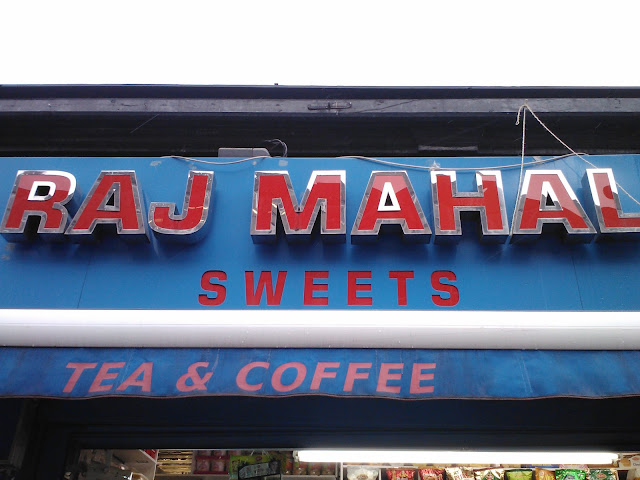 RAJ MAHAL
SWEETS
TEA & COFFEE